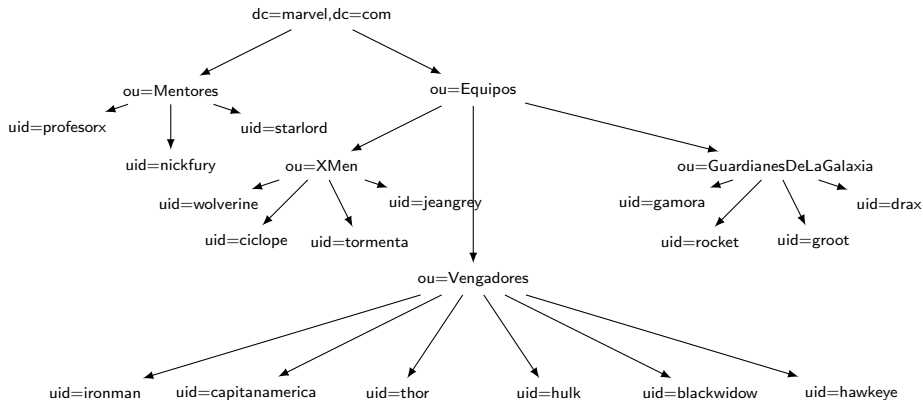 dc=marvel,dc=com
ou=Mentores
ou=Equipos
uid=profesorx
uid=starlord
uid=nickfury
ou=XMen
ou=GuardianesDeLaGalaxia
uid=wolverine
uid=jeangrey
uid=gamora
uid=drax
uid=ciclope
uid=tormenta
uid=rocket
uid=groot
ou=Vengadores
uid=ironman
uid=capitanamerica
uid=thor
uid=hulk
uid=blackwidow
uid=hawkeye